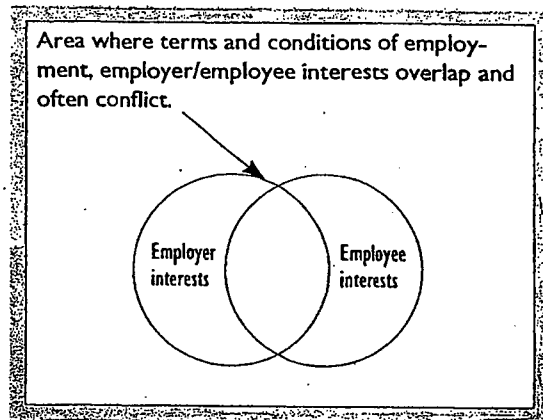 Area where terms and conditions of employ-
ment, employer/employee interests overlap and
often conflict.
Employer
interests
Employee
interests